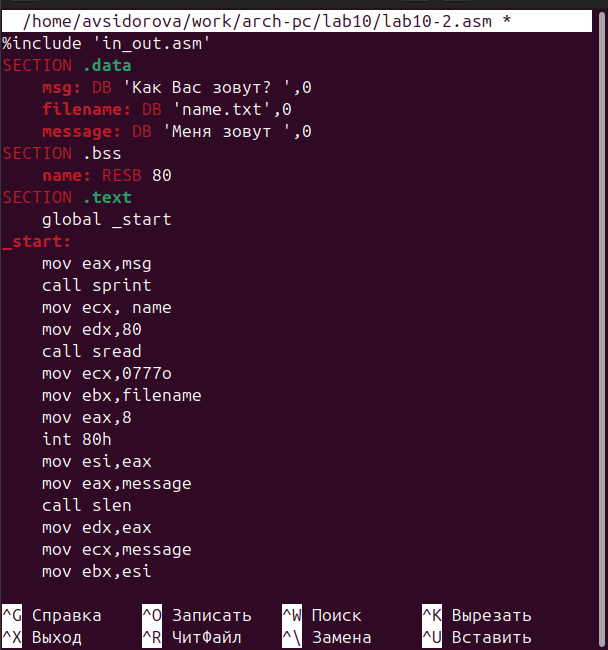 /home/avsidorova/work/arch-pc/lab10/lab10-2.asm *
%include 'in_out.asm'
SECTION .data
    msg: DB 'Как Вас зовут? ',0
    filename: DB 'name.txt',0
    message: DB 'Меня зовут ',0
SECTION .bss
    name: RESB 80
SECTION .text
    global _start
_start:
    mov eax,msg
    call sprint
    mov ecx, name
    mov edx,80
    call sread
    mov ecx,0777o
    mov ebx,filename
    mov eax,8
    int 80h
    mov esi,eax
    mov eax,message
    call slen
    mov edx,eax
    mov ecx,message
    mov ebx,esi
^G Справка ^O Записать ^W Поиск ^K Вырезать
^X Выход ^R ЧитФайл ^\ Замена ^U Вставить